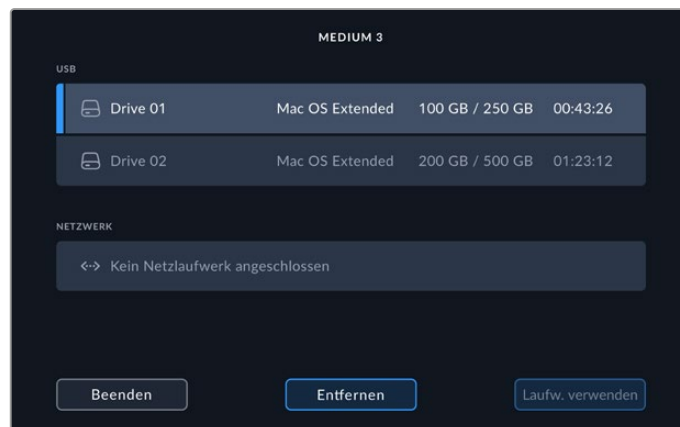 MEDIUM 3
USB
Drive 01 Mac OS Extended 100 GB / 250 GB 00:43:26
Drive 02 Mac OS Extended 200 GB / 500 GB 01:23:12
NETZWERK
Kein Netzlaufwerk angeschlossen
Beenden Entfernen Laufw. verwenden